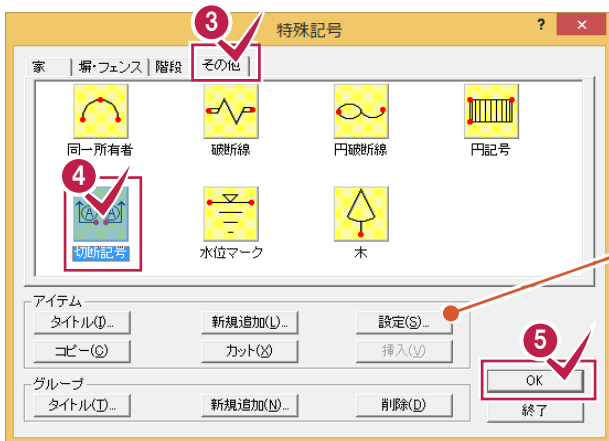 特殊記号
? ×
3
家 塀・フェンス 階段 その他
同一所有者 破断線 円破断線 円記号
4
A A
切断記号 水位マーク 木
アイテム
タイトル(I)... 新規追加(L)... 設定(S)...
コピー(C) カット(X) 挿入(V)
5
OK
グループ
タイトル(T)... 新規追加(N)... 削除(D)
終了